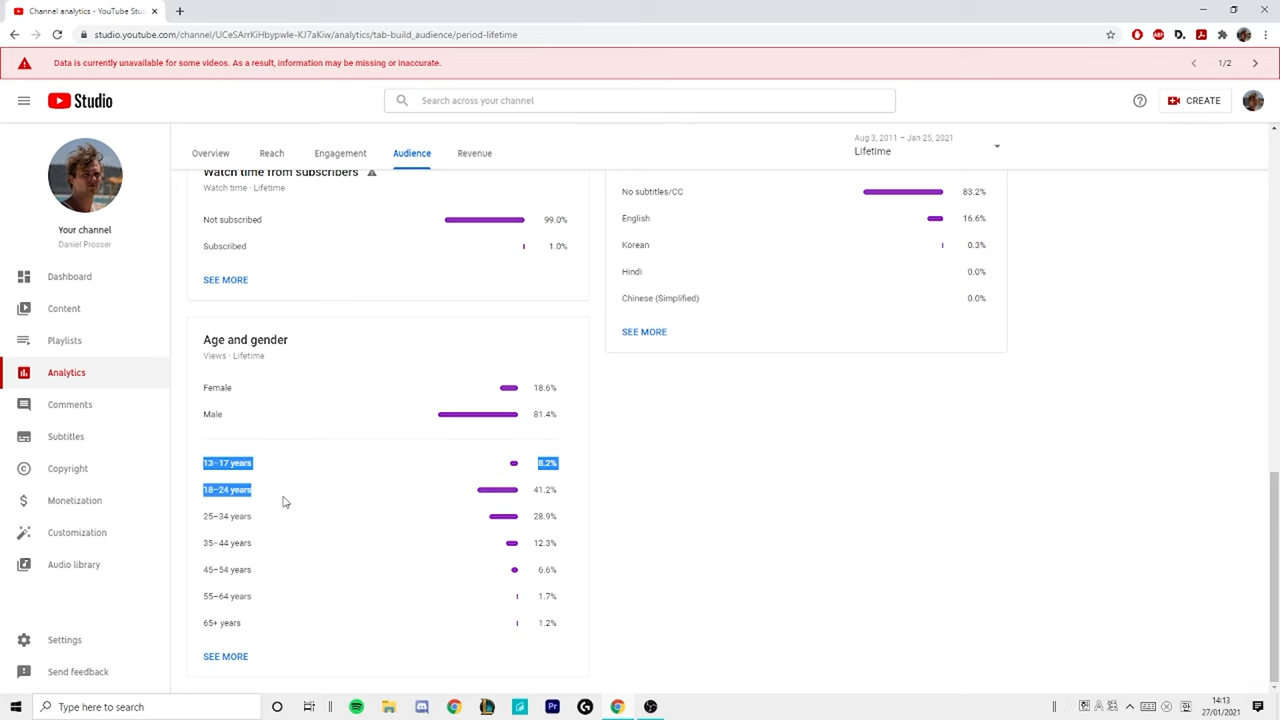 Channel analytics - YouTube Stu
studio.youtube.com/channel/UCeSArrKiHbypwIe-KJ7aKiw/analytics/tab-build_audience/period-lifetime
Data is currently unavailable for some videos. As a result, information may be missing or inaccurate.
1/2
Studio
Search across your channel
CREATE
Your channel
Daniel Prosser
Dashboard
Content
Playlists
Analytics
Comments
Subtitles
Copyright
Monetization
Customization
Audio library
Settings
Send feedback
Overview
Reach
Engagement
Audience
Revenue
Aug 3, 2011 – Jan 25, 2021
Lifetime
Watch time from subscribers
Watch time · Lifetime
Not subscribed 99.0%
Subscribed 1.0%
SEE MORE
Age and gender
Views · Lifetime
Female 18.6%
Male 81.4%
13–17 years 8.2%
18–24 years 41.2%
25–34 years 28.9%
35–44 years 12.3%
45–54 years 6.6%
55–64 years 1.7%
65+ years 1.2%
SEE MORE
No subtitles/CC 83.2%
English 16.6%
Korean 0.3%
Hindi 0.0%
Chinese (Simplified) 0.0%
SEE MORE
Type here to search
14:13
27/01/2021